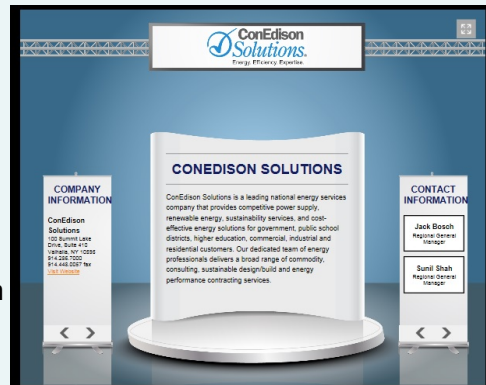 ConEdison
Solutions.
Energy Efficiency Expertise.
COMPANY
INFORMATION
ConEdison
Solutions
100 Summit Lake
Drive, Suite 410
Valhalla, NY 10595
914.286.7000
914.448.0057 fax
Visit Website
CONEDISON SOLUTIONS
ConEdison Solutions is a leading national energy services
company that provides competitive power supply,
renewable energy, sustainability services, and cost-
effective energy solutions for government, public school
districts, higher education, commercial, industrial and
residential customers. Our dedicated team of energy
professionals delivers a broad range of commodity,
consulting, sustainable design/build and energy
performance contracting services.
CONTACT
INFORMATION
Jack Bosch
Regional General
Manager
Sunil Shah
Regional General
Manager